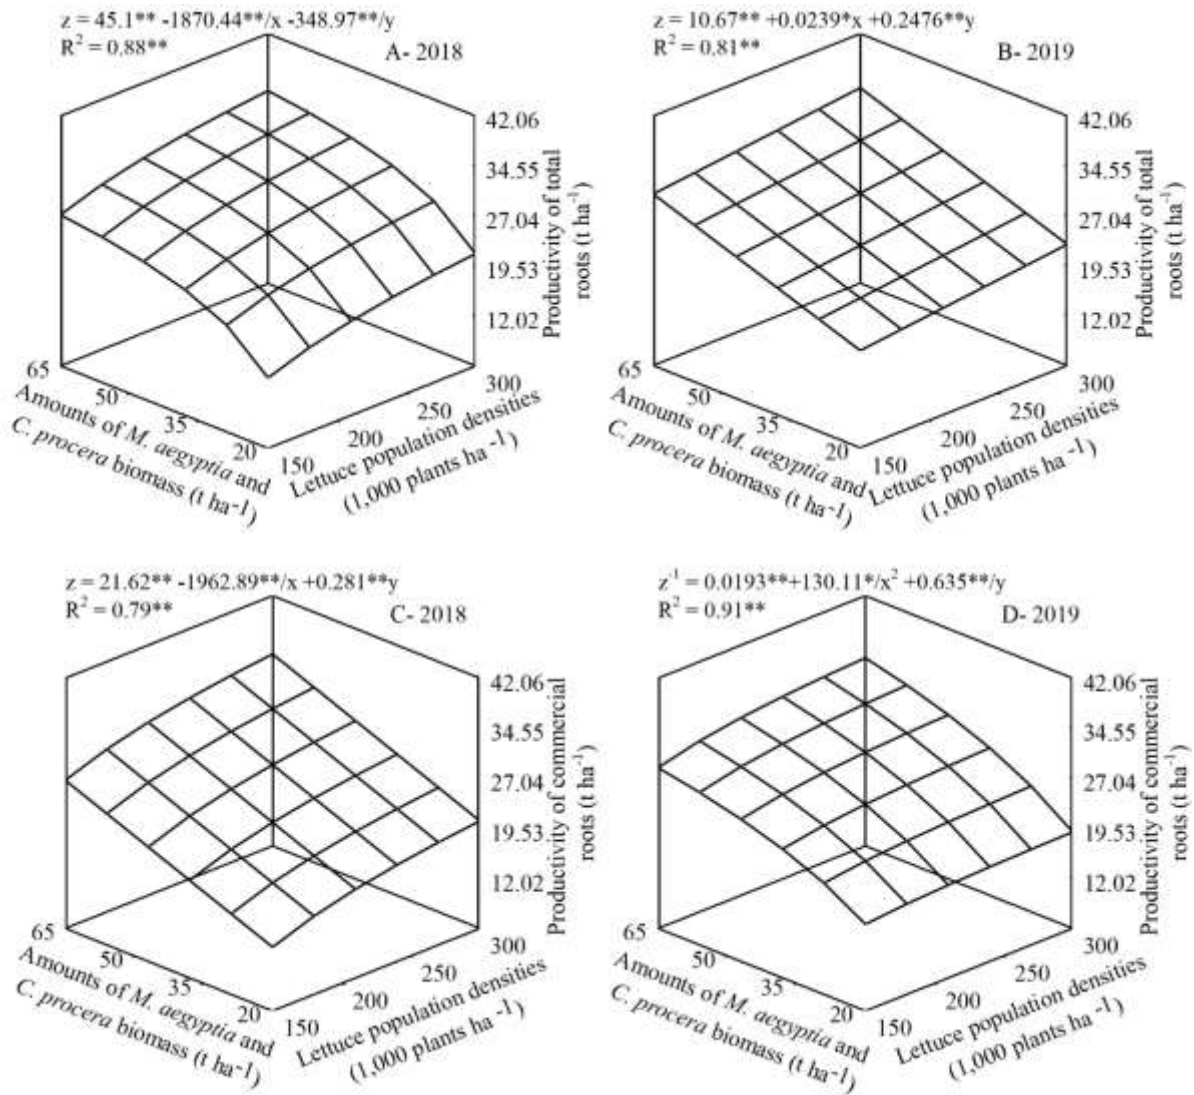 z = 45.1** -1870.44**/x -348.97**/y
R² = 0.88**
A- 2018
42.06
34.55
27.04
19.53
12.02
Productivity of total
roots (t ha⁻¹)
65
50
35
20
Amounts of M. aegyptia and
C. procera biomass (t ha⁻¹)
150
200
250
300
Lettuce population densities
(1,000 plants ha⁻¹)
z = 10.67** +0.0239*x +0.2476**y
R² = 0.81**
B- 2019
42.06
34.55
27.04
19.53
12.02
Productivity of total
roots (t ha⁻¹)
65
50
35
20
Amounts of M. aegyptia and
C. procera biomass (t ha⁻¹)
150
200
250
300
Lettuce population densities
(1,000 plants ha⁻¹)
z = 21.62** -1962.89**/x +0.281**y
R² = 0.79**
C- 2018
42.06
34.55
27.04
19.53
12.02
Productivity of commercial
roots (t ha⁻¹)
65
50
35
20
Amounts of M. aegyptia and
C. procera biomass (t ha⁻¹)
150
200
250
300
Lettuce population densities
(1,000 plants ha⁻¹)
z⁻¹ = 0.0193**+130.11*/x² +0.635**/y
R² = 0.91**
D- 2019
42.06
34.55
27.04
19.53
12.02
Productivity of commercial
roots (t ha⁻¹)
65
50
35
20
Amounts of M. aegyptia and
C. procera biomass (t ha⁻¹)
150
200
250
300
Lettuce population densities
(1,000 plants ha⁻¹)